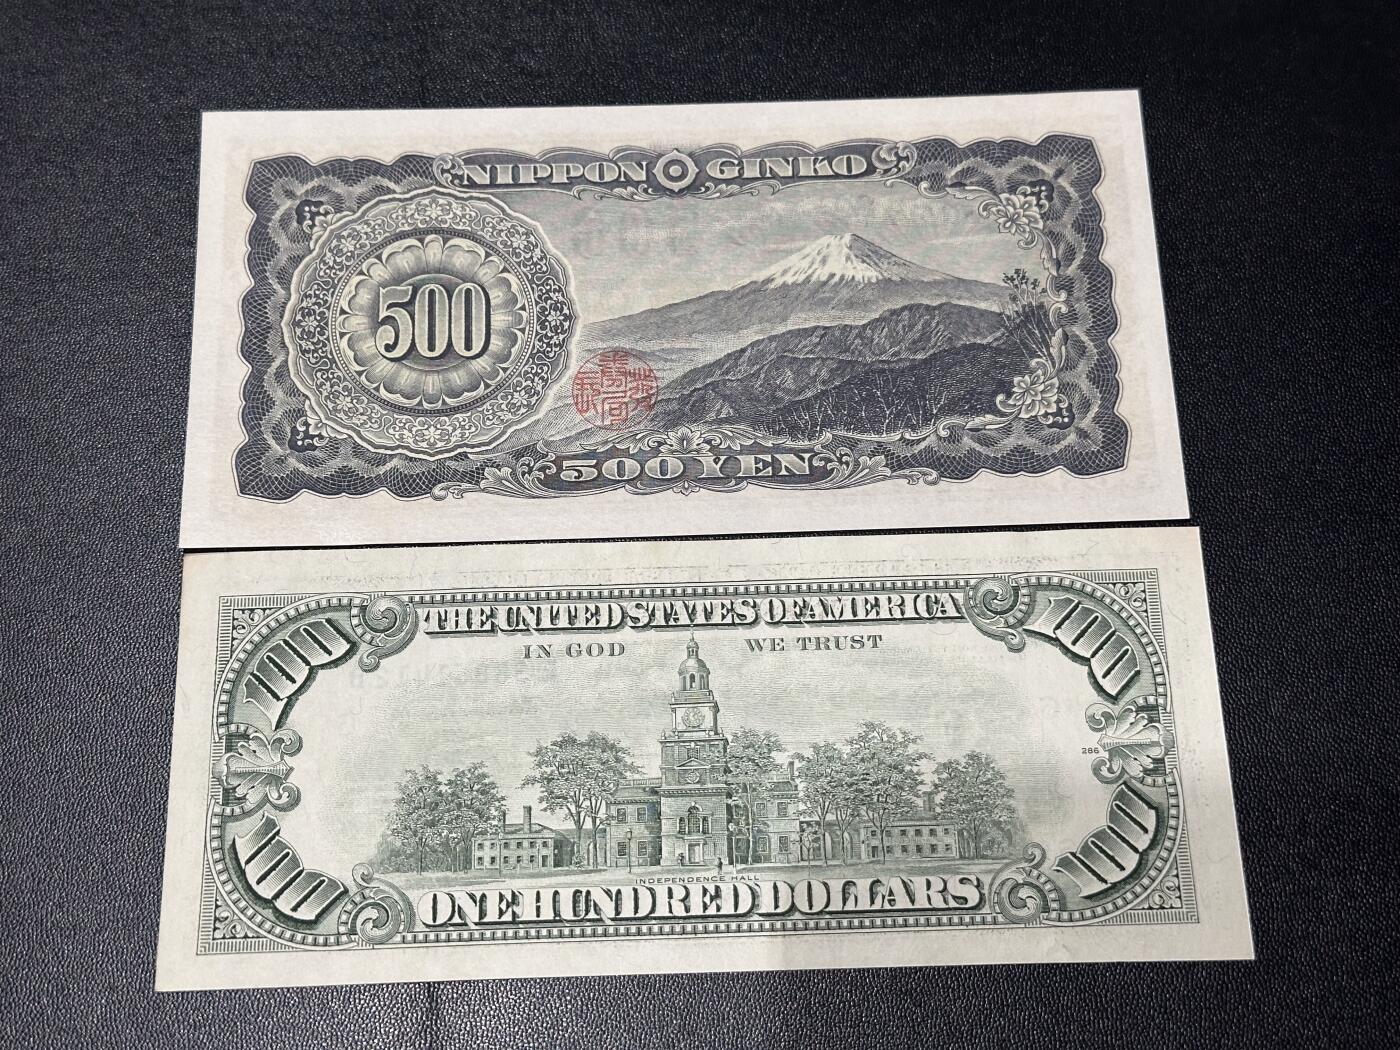 NIPPON GINKO
500
500 YEN
THE UNITED STATES OF AMERICA
100
100
IN GOD WE TRUST
286
INDEPENDENCE HALL
100
100
ONE HUNDRED DOLLARS